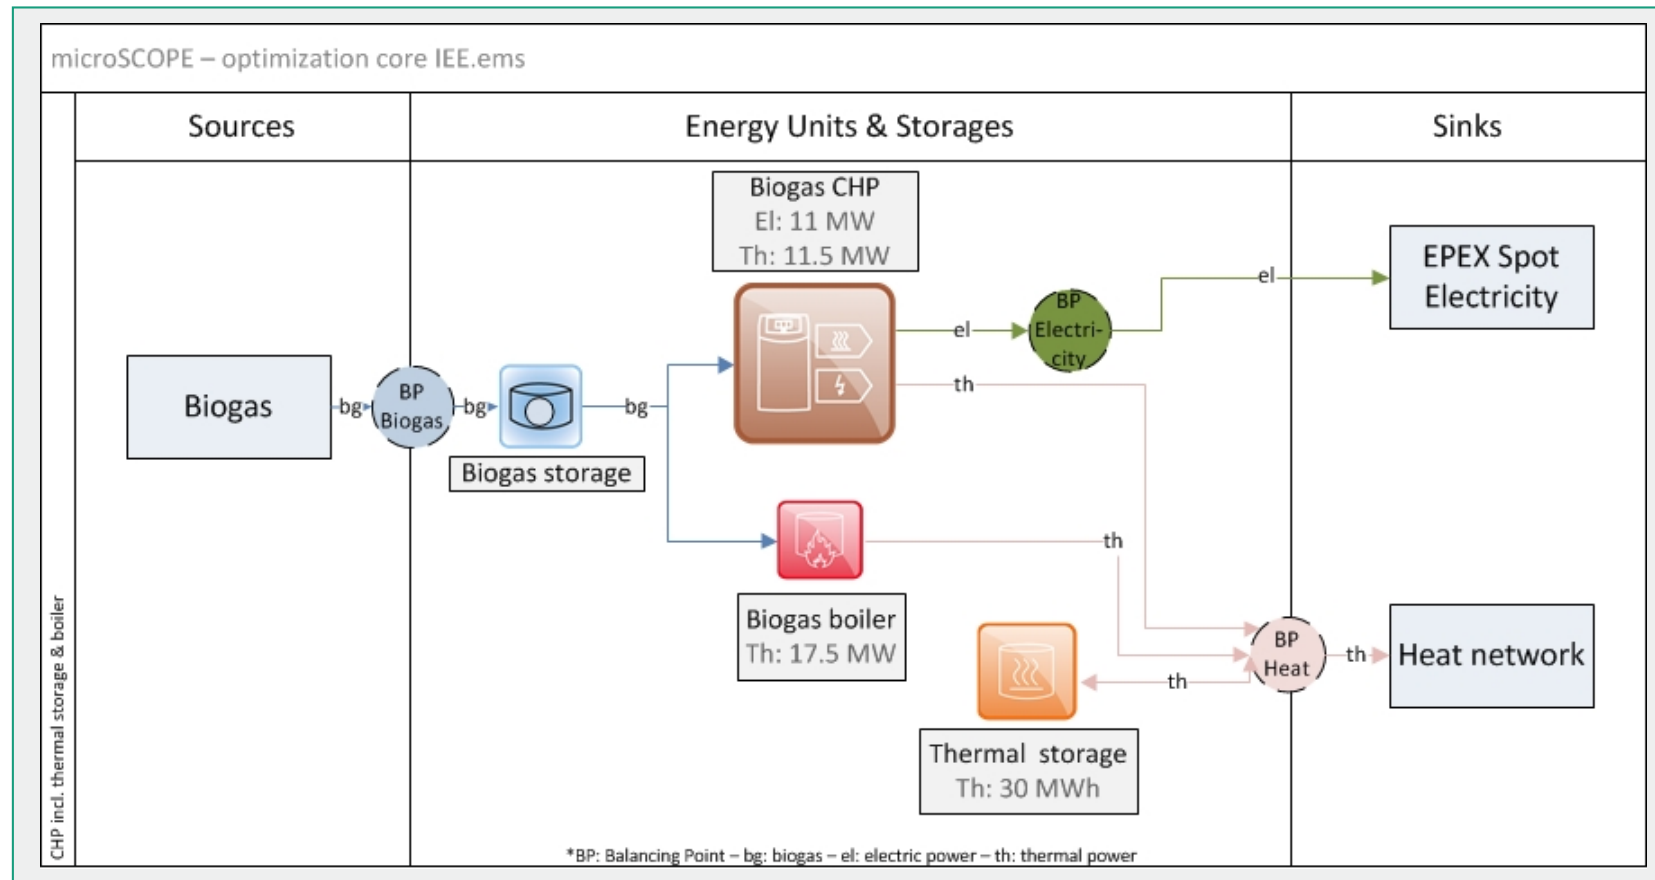 microSCOPE – optimization core IEE.ems
Sources
Energy Units & Storages
Sinks
Biogas CHP
El: 11 MW
Th: 11.5 MW
EPEX Spot
Electricity
el
BP
Electri-
city
el
th
Biogas
bg
BP
Biogas
bg
bg
Biogas storage
th
Biogas boiler
Th: 17.5 MW
BP
Heat
th
Heat network
th
Thermal storage
Th: 30 MWh
CHP incl. thermal storage & boiler
*BP: Balancing Point – bg: biogas – el: electric power – th: thermal power